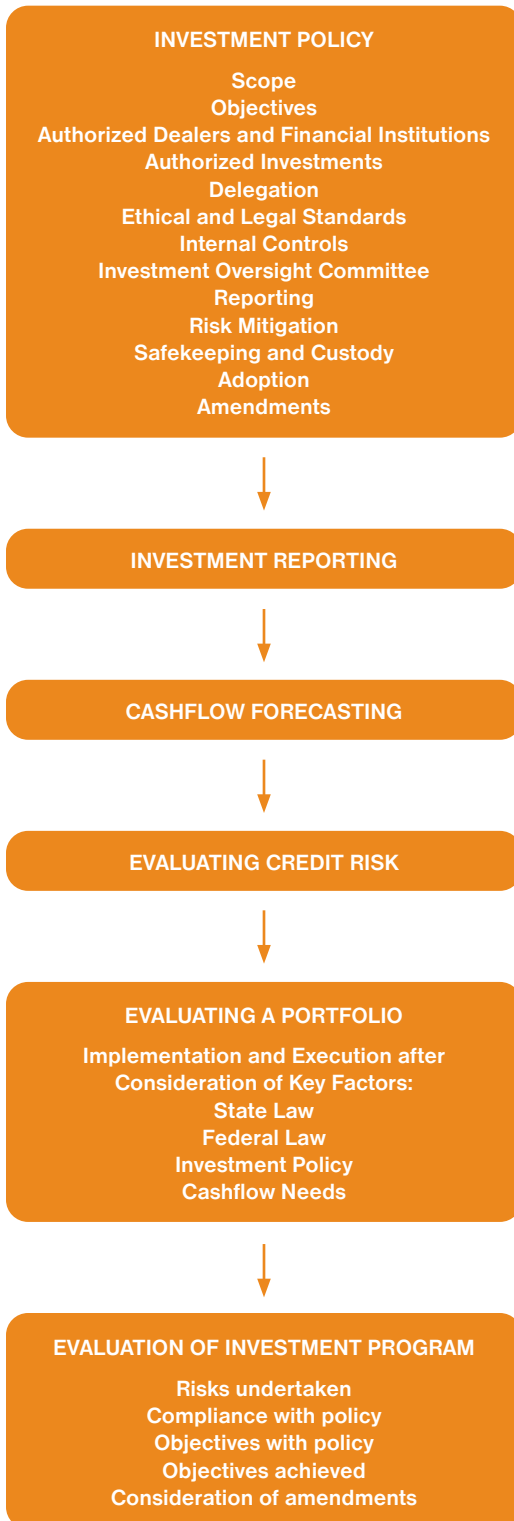 INVESTMENT POLICY
Scope
Objectives
Authorized Dealers and Financial Institutions
Authorized Investments
Delegation
Ethical and Legal Standards
Internal Controls
Investment Oversight Committee
Reporting
Risk Mitigation
Safekeeping and Custody
Adoption
Amendments
INVESTMENT REPORTING
CASHFLOW FORECASTING
EVALUATING CREDIT RISK
EVALUATING A PORTFOLIO
Implementation and Execution after
Consideration of Key Factors:
State Law
Federal Law
Investment Policy
Cashflow Needs
EVALUATION OF INVESTMENT PROGRAM
Risks undertaken
Compliance with policy
Objectives with policy
Objectives achieved
Consideration of amendments